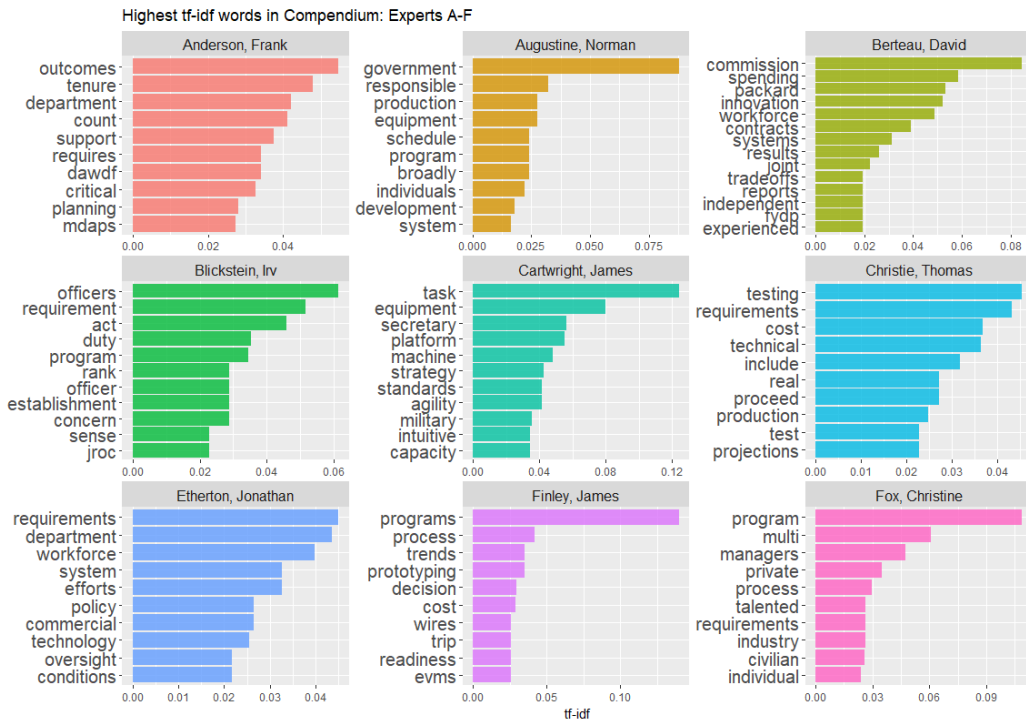 Highest tf-idf words in Compendium: Experts A-F
Anderson, Frank
outcomes
tenure
department
count
support
requires
dawdf
critical
planning
mdaps
0.00 0.02 0.04
Augustine, Norman
government
responsible
production
equipment
schedule
program
broadly
individuals
development
system
0.000 0.025 0.050 0.075
Berteau, David
commission
spending
packard
innovation
workforce
contracts
systems
results
joint
tradeoffs
reports
independent
fydp
experienced
0.00 0.02 0.04 0.06 0.08
Blickstein, Irv
officers
requirement
act
duty
program
rank
officer
establishment
concern
sense
jroc
0.00 0.02 0.04 0.06
Cartwright, James
task
equipment
secretary
platform
machine
strategy
standards
agility
military
intuitive
capacity
0.00 0.04 0.08 0.12
Christie, Thomas
testing
requirements
cost
technical
include
real
proceed
production
test
projections
0.00 0.01 0.02 0.03 0.04
Etherton, Jonathan
requirements
department
workforce
system
efforts
policy
commercial
technology
oversight
conditions
0.00 0.01 0.02 0.03 0.04
Finley, James
programs
process
trends
prototyping
decision
cost
wires
trip
readiness
evms
0.00 0.05 0.10
Fox, Christine
program
multi
managers
private
process
talented
requirements
industry
civilian
individual
0.00 0.03 0.06 0.09
tf-idf